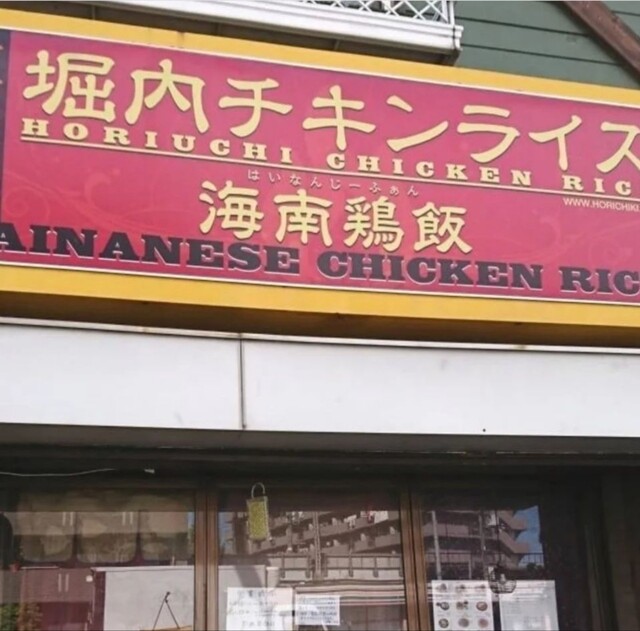 堀内チキンライス
HORIUCHI CHICKEN RIC
WWW.HORICHIKI
はいなんじーふぁん
海南鶏飯
AINANESE CHICKEN RIC